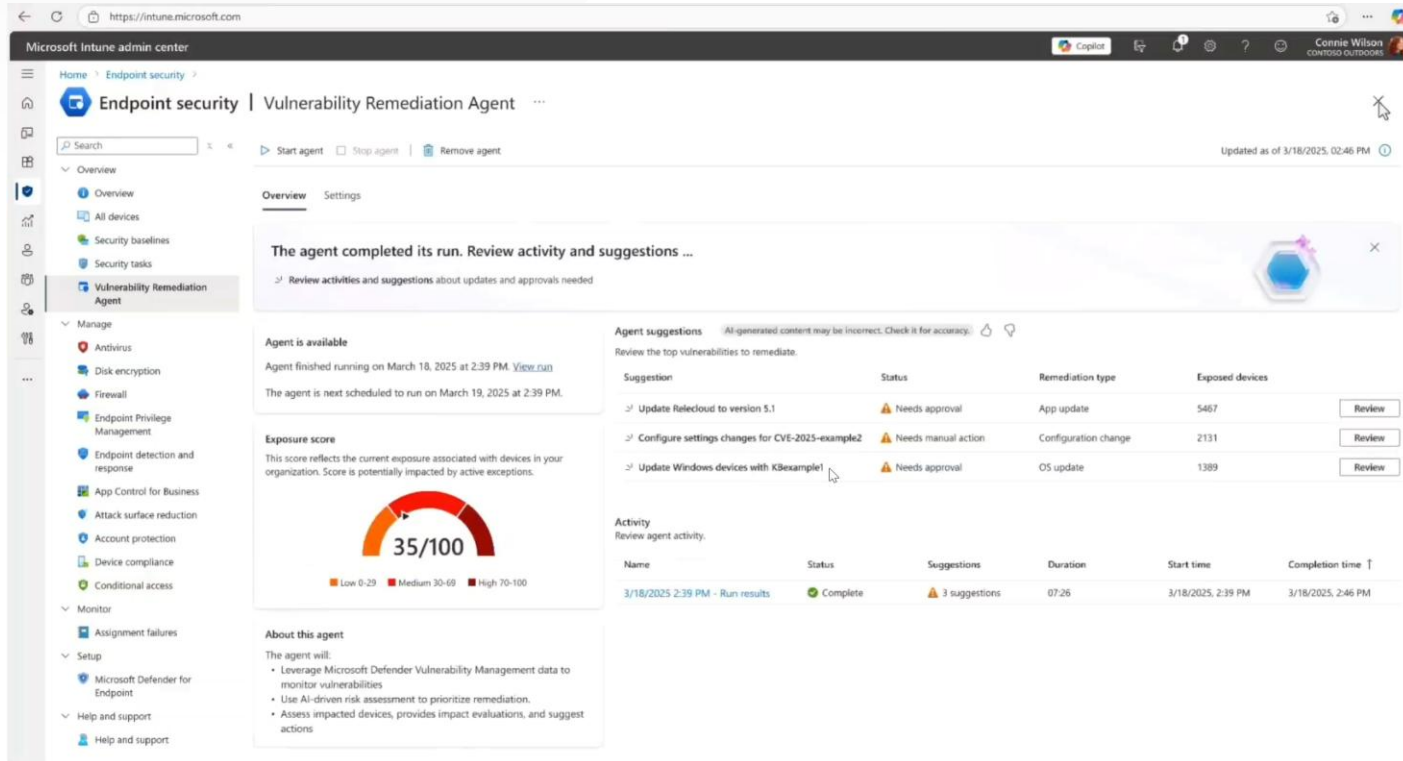 https://intune.microsoft.com
Microsoft Intune admin center
Copilot
1
?
Connie Wilson
CONTOSO OUTDOORS
Home > Endpoint security >
Endpoint security | Vulnerability Remediation Agent ...
Search
Start agent
Stop agent
Remove agent
Updated as of 3/18/2025, 02:46 PM
Overview
Overview
All devices
Security baselines
Security tasks
Vulnerability Remediation
Agent
Manage
Antivirus
Disk encryption
Firewall
Endpoint Privilege
Management
Endpoint detection and
response
App Control for Business
Attack surface reduction
Account protection
Device compliance
Conditional access
Monitor
Assignment failures
Setup
Microsoft Defender for
Endpoint
Help and support
Help and support
Overview Settings
The agent completed its run. Review activity and suggestions ...
Review activities and suggestions about updates and approvals needed
Agent is available
Agent finished running on March 18, 2025 at 2:39 PM. View run
The agent is next scheduled to run on March 19, 2025 at 2:39 PM.
Exposure score
This score reflects the current exposure associated with devices in your
organization. Score is potentially impacted by active exceptions.
35/100
Low 0-29 Medium 30-69 High 70-100
About this agent
The agent will:
• Leverage Microsoft Defender Vulnerability Management data to
monitor vulnerabilities
• Use AI-driven risk assessment to prioritize remediation.
• Assess impacted devices, provides impact evaluations, and suggest
actions
Agent suggestions AI-generated content may be incorrect. Check it for accuracy.
Review the top vulnerabilities to remediate.
Suggestion Status Remediation type Exposed devices
Update Relecloud to version 5.1 Needs approval App update 5467 Review
Configure settings changes for CVE-2025-example2 Needs manual action Configuration change 2131 Review
Update Windows devices with KBexample1 Needs approval OS update 1389 Review
Activity
Review agent activity.
Name Status Suggestions Duration Start time Completion time ↑
3/18/2025 2:39 PM - Run results Complete 3 suggestions 07:26 3/18/2025, 2:39 PM 3/18/2025, 2:46 PM